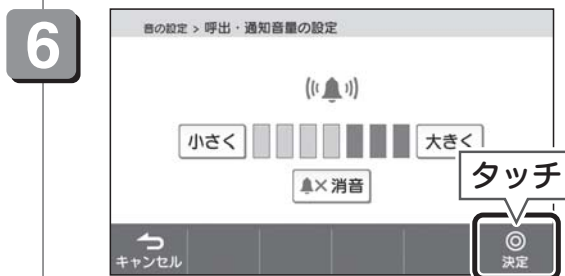 6
音の設定 > 呼出・通知音量の設定
小さく
大きく
消音
タッチ
キャンセル
決定